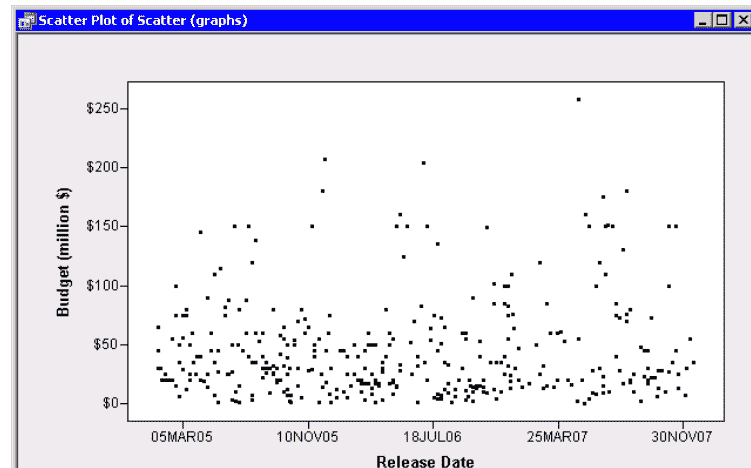 Scatter Plot of Scatter (graphs)
$250
$200
$150
$100
$50
$0
Budget (million $)
05MAR05 10NOV05 18JUL06 25MAR07 30NOV07
Release Date